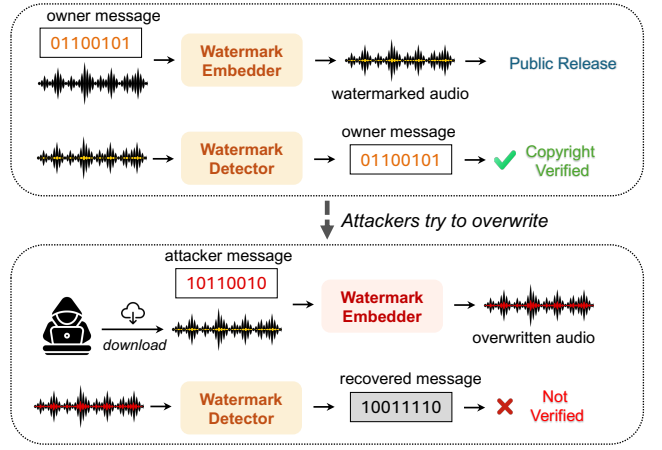 owner message
01100101
Watermark
Embedder
watermarked audio
Public Release
Watermark
Detector
owner message
01100101
Copyright
Verified
Attackers try to overwrite
attacker message
10110010
download
Watermark
Embedder
overwritten audio
Watermark
Detector
recovered message
10011110
Not
Verified